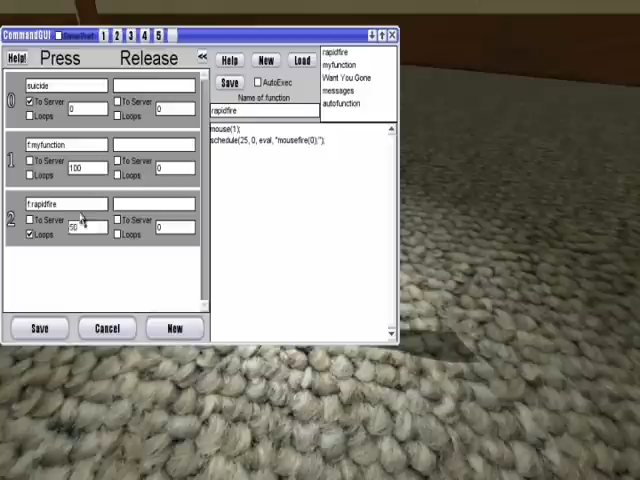 CommandGUI
1 2 3 4 5
Help! Press Release <<
0
suicide
To Server To Server
Loops 0 Loops 0
1
f:myfunction
To Server To Server
Loops 100 Loops 0
2
f:rapidfire
To Server To Server
Loops 50 Loops 0
Save Cancel New
Help New Load
Save AutoExec
Name of function
rapidfire
rapidfire
myfunction
Want You Gone
messages
autofunction
mouse(1);
schedule(25, 0, eval, "mousefire(0);");